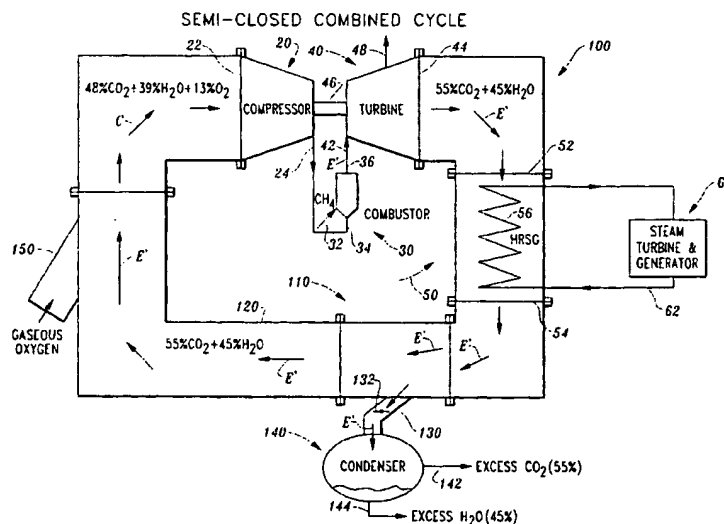 SEMI-CLOSED COMBINED CYCLE
20
40
48
44
22
100
46
48%CO2+39%H2O+13%O2
55%CO2+45%H2O
COMPRESSOR
TURBINE
C
E'
42
E'
36
24
52
CH4
COMBUSTOR
56
HRSG
STEAM
TURBINE &
GENERATOR
32
34
30
150
E'
50
110
62
GASEOUS
OXYGEN
120
54
55%CO2+45%H2O
E'
E'
E'
132
E'
130
140
CONDENSER
EXCESS CO2(55%)
142
144
EXCESS H2O(45%)